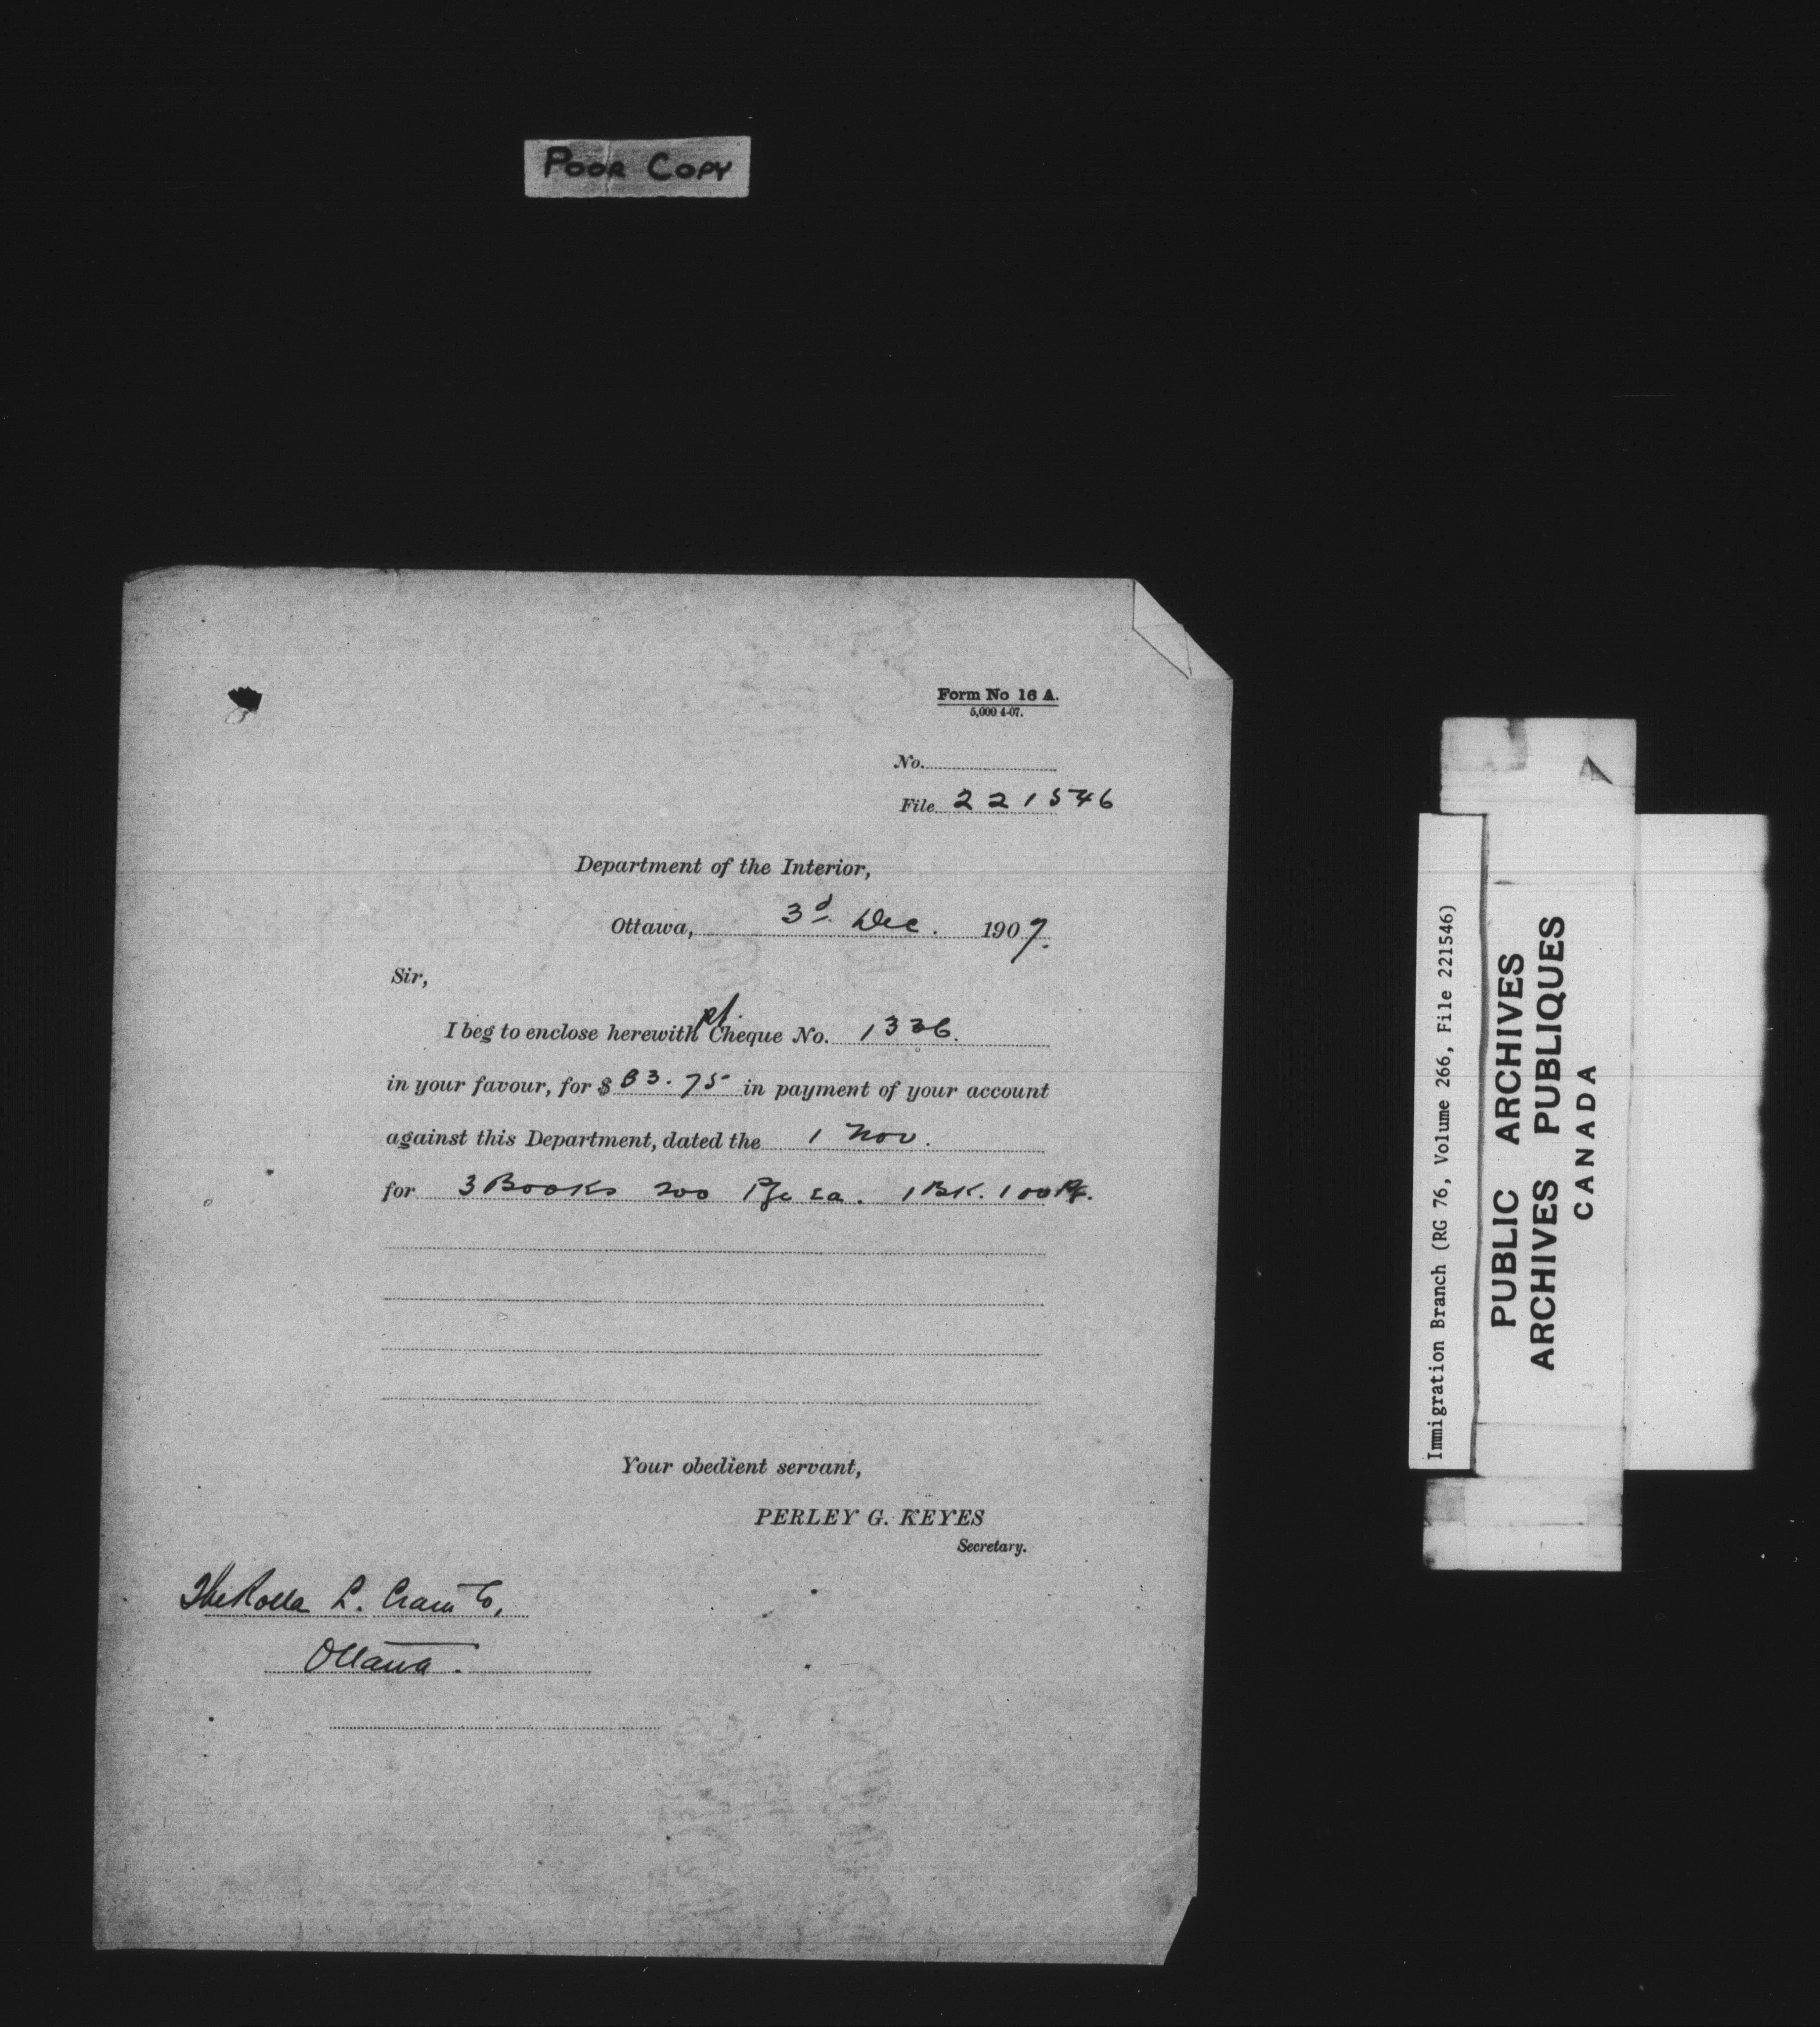 POOR COPY
Form No 16 A.
5,000 4-07.
No.
File 221546
Department of the Interior,
Ottawa, 3d Dec. 1907.
Sir,
pt.
I beg to enclose herewith Cheque No. 1336.
in your favour, for $ 83.75 in payment of your account
against this Department, dated the 1 Nov.
for 3 Books 200 Pge Ea. 1 Bk. 100 Pg.
Your obedient servant,
PERLEY G. KEYES
Secretary.
The Rolla L. Crain Co,
Ottawa.
Immigration Branch (RG 76, Volume 266, File 221546)
PUBLIC ARCHIVES
ARCHIVES PUBLIQUES
CANADA